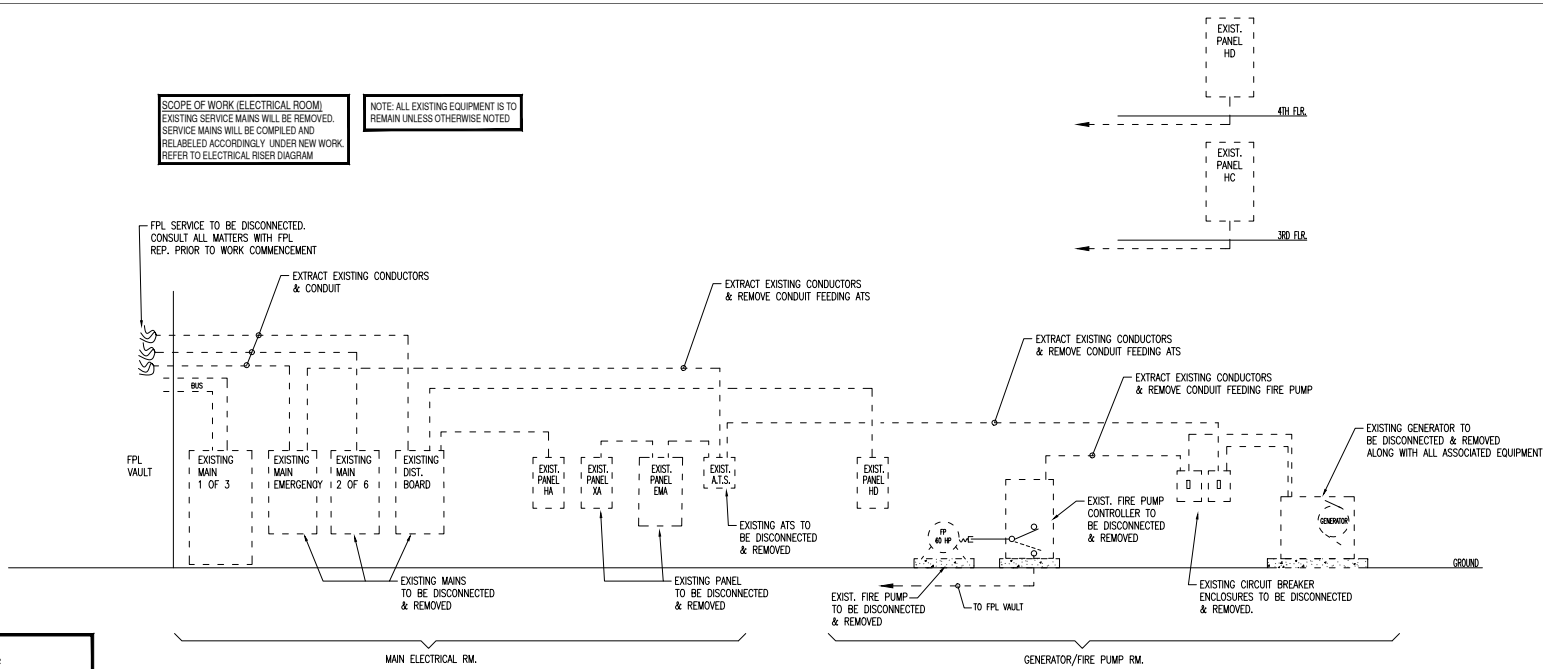 EXIST.
PANEL
HD
4TH FLR.
SCOPE OF WORK (ELECTRICAL ROOM)
EXISTING SERVICE MAINS WILL BE REMOVED.
SERVICE MAINS WILL BE COMPILED AND
RELABELED ACCORDINGLY UNDER NEW WORK.
REFER TO ELECTRICAL RISER DIAGRAM
NOTE: ALL EXISTING EQUIPMENT IS TO
REMAIN UNLESS OTHERWISE NOTED
EXIST.
PANEL
HC
3RD FLR.
FPL SERVICE TO BE DISCONNECTED.
CONSULT ALL MATTERS WITH FPL
REP. PRIOR TO WORK COMMENCEMENT
EXTRACT EXISTING CONDUCTORS
& CONDUIT
EXTRACT EXISTING CONDUCTORS
& REMOVE CONDUIT FEEDING ATS
EXTRACT EXISTING CONDUCTORS
& REMOVE CONDUIT FEEDING ATS
EXTRACT EXISTING CONDUCTORS
& REMOVE CONDUIT FEEDING FIRE PUMP
BUS
EXISTING GENERATOR TO
BE DISCONNECTED & REMOVED
ALONG WITH ALL ASSOCIATED EQUIPMENT
FPL
VAULT
EXISTING
MAIN
1 OF 3
EXISTING
MAIN
EMERGENCY
EXISTING
MAIN
2 OF 6
EXISTING
DIST.
BOARD
EXIST.
PANEL
HA
EXIST.
PANEL
XA
EXIST.
PANEL
EMA
EXIST.
A.T.S.
EXIST.
PANEL
HD
EXISTING ATS TO
BE DISCONNECTED
& REMOVED
FP
60 HP
EXIST. FIRE PUMP
CONTROLLER TO
BE DISCONNECTED
& REMOVED
GENERATOR
GROUND
EXISTING MAINS
TO BE DISCONNECTED
& REMOVED
EXISTING PANEL
TO BE DISCONNECTED
& REMOVED
EXIST. FIRE PUMP
TO BE DISCONNECTED
& REMOVED
TO FPL VAULT
EXISTING CIRCUIT BREAKER
ENCLOSURES TO BE DISCONNECTED
& REMOVED.
MAIN ELECTRICAL RM.
GENERATOR/FIRE PUMP RM.